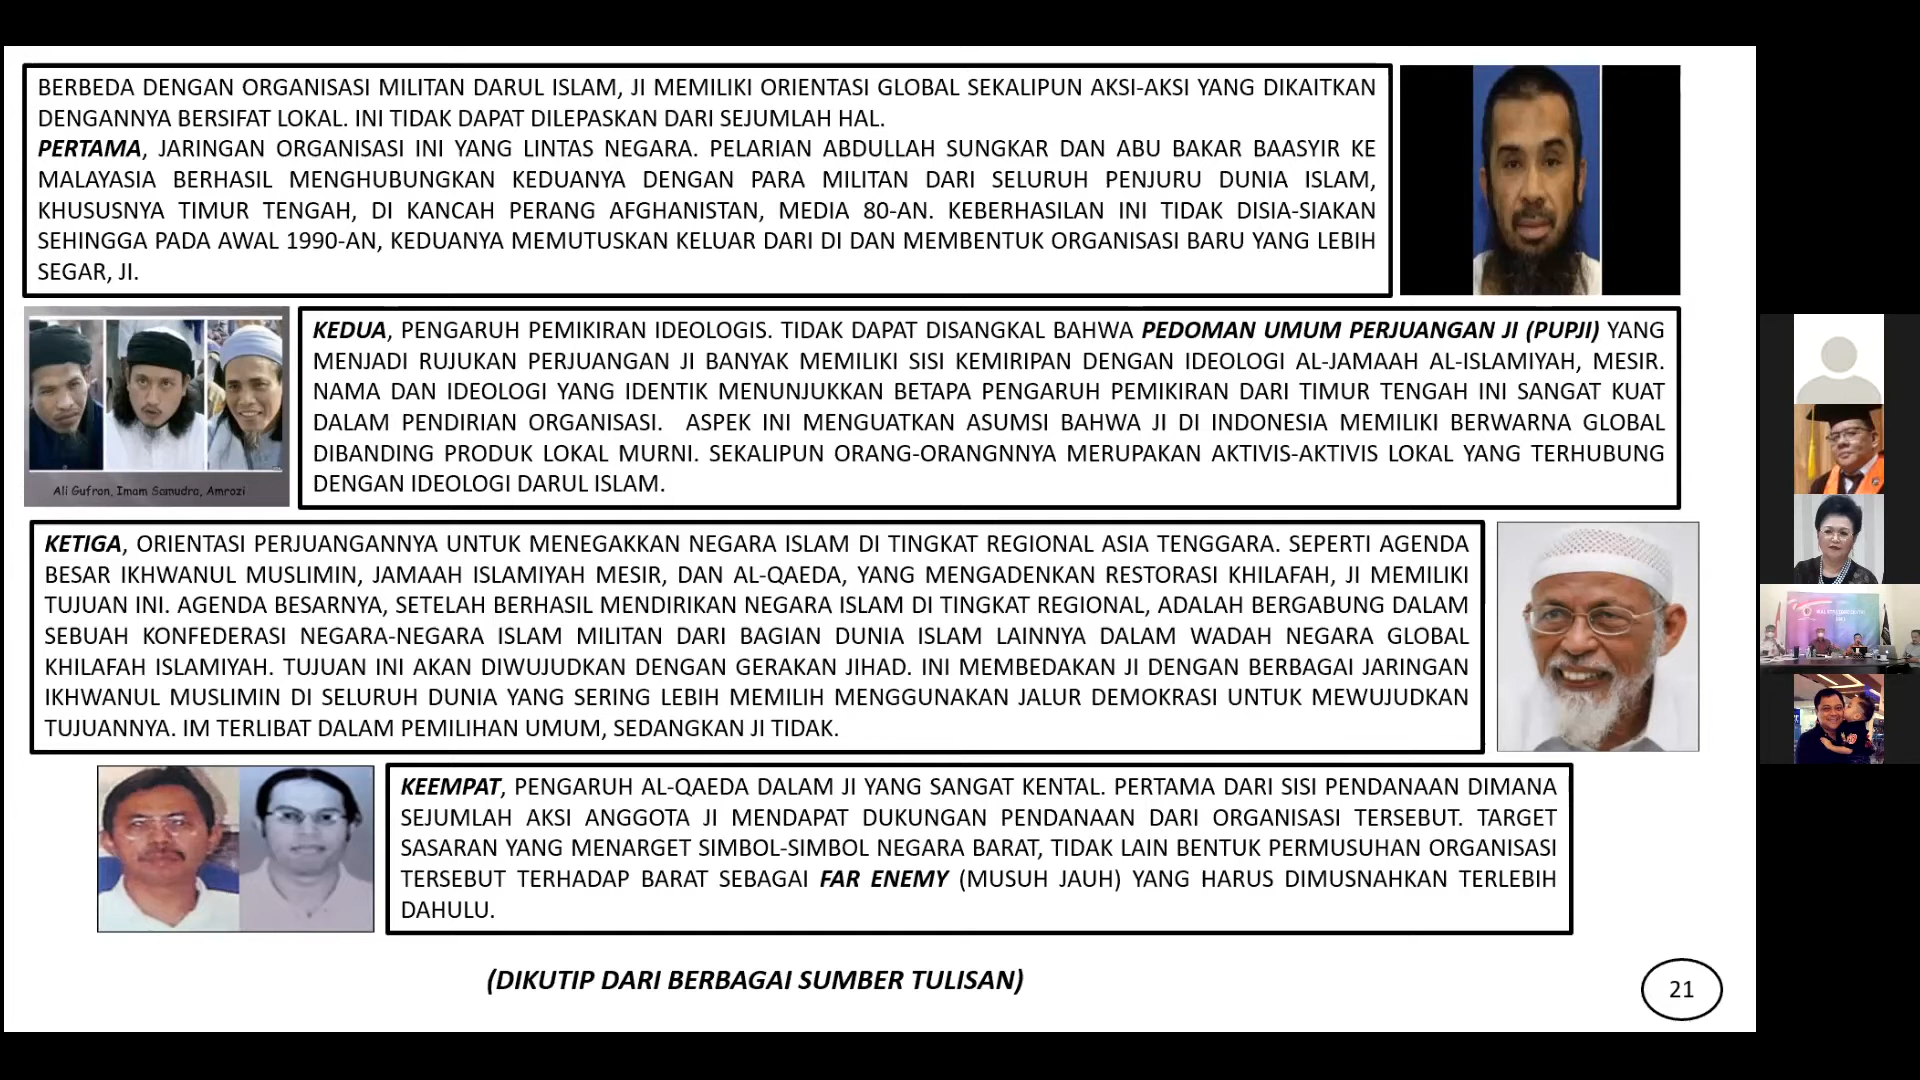 BERBEDA DENGAN ORGANISASI MILITAN DARUL ISLAM, JI MEMILIKI ORIENTASI GLOBAL SEKALIPUN AKSI-AKSI YANG DIKAITKAN
DENGANNYA BERSIFAT LOKAL. INI TIDAK DAPAT DILEPASKAN DARI SEJUMLAH HAL.
PERTAMA, JARINGAN ORGANISASI INI YANG LINTAS NEGARA. PELARIAN ABDULLAH SUNGKAR DAN ABU BAKAR BAASYIR KE
MALAYASIA BERHASIL MENGHUBUNGKAN KEDUANYA DENGAN PARA MILITAN DARI SELURUH PENJURU DUNIA ISLAM,
KHUSUSNYA TIMUR TENGAH, DI KANCAH PERANG AFGHANISTAN, MEDIA 80-AN. KEBERHASILAN INI TIDAK DISIA-SIAKAN
SEHINGGA PADA AWAL 1990-AN, KEDUANYA MEMUTUSKAN KELUAR DARI DI DAN MEMBENTUK ORGANISASI BARU YANG LEBIH
SEGAR, JI.
Ali Gufron, Imam Samudra, Amrozi
KEDUA, PENGARUH PEMIKIRAN IDEOLOGIS. TIDAK DAPAT DISANGKAL BAHWA PEDOMAN UMUM PERJUANGAN JI (PUPJI) YANG
MENJADI RUJUKAN PERJUANGAN JI BANYAK MEMILIKI SISI KEMIRIPAN DENGAN IDEOLOGI AL-JAMAAH AL-ISLAMIYAH, MESIR.
NAMA DAN IDEOLOGI YANG IDENTIK MENUNJUKKAN BETAPA PENGARUH PEMIKIRAN DARI TIMUR TENGAH INI SANGAT KUAT
DALAM PENDIRIAN ORGANISASI. ASPEK INI MENGUATKAN ASUMSI BAHWA JI DI INDONESIA MEMILIKI BERWARNA GLOBAL
DIBANDING PRODUK LOKAL MURNI. SEKALIPUN ORANG-ORANGNNYA MERUPAKAN AKTIVIS-AKTIVIS LOKAL YANG TERHUBUNG
DENGAN IDEOLOGI DARUL ISLAM.
KETIGA, ORIENTASI PERJUANGANNYA UNTUK MENEGAKKAN NEGARA ISLAM DI TINGKAT REGIONAL ASIA TENGGARA. SEPERTI AGENDA
BESAR IKHWANUL MUSLIMIN, JAMAAH ISLAMIYAH MESIR, DAN AL-QAEDA, YANG MENGADENKAN RESTORASI KHILAFAH, JI MEMILIKI
TUJUAN INI. AGENDA BESARNYA, SETELAH BERHASIL MENDIRIKAN NEGARA ISLAM DI TINGKAT REGIONAL, ADALAH BERGABUNG DALAM
SEBUAH KONFEDERASI NEGARA-NEGARA ISLAM MILITAN DARI BAGIAN DUNIA ISLAM LAINNYA DALAM WADAH NEGARA GLOBAL
KHILAFAH ISLAMIYAH. TUJUAN INI AKAN DIWUJUDKAN DENGAN GERAKAN JIHAD. INI MEMBEDAKAN JI DENGAN BERBAGAI JARINGAN
IKHWANUL MUSLIMIN DI SELURUH DUNIA YANG SERING LEBIH MEMILIH MENGGUNAKAN JALUR DEMOKRASI UNTUK MEWUJUDKAN
TUJUANNYA. IM TERLIBAT DALAM PEMILIHAN UMUM, SEDANGKAN JI TIDAK.
KEEMPAT, PENGARUH AL-QAEDA DALAM JI YANG SANGAT KENTAL. PERTAMA DARI SISI PENDANAAN DIMANA
SEJUMLAH AKSI ANGGOTA JI MENDAPAT DUKUNGAN PENDANAAN DARI ORGANISASI TERSEBUT. TARGET
SASARAN YANG MENARGET SIMBOL-SIMBOL NEGARA BARAT, TIDAK LAIN BENTUK PERMUSUHAN ORGANISASI
TERSEBUT TERHADAP BARAT SEBAGAI FAR ENEMY (MUSUH JAUH) YANG HARUS DIMUSNAHKAN TERLEBIH
DAHULU.
(DIKUTIP DARI BERBAGAI SUMBER TULISAN)
21